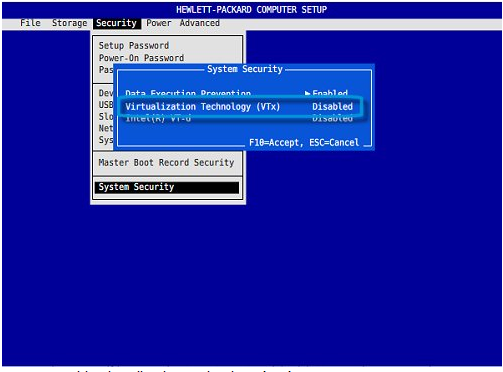 HEWLETT-PACKARD COMPUTER SETUP
File Storage Security Power Advanced
Setup Password
Power-On Password
Pas
System Security
Dev
Data Execution Prevention ▶ Enabled
USB
Virtualization Technology (VTx) Disabled
Slo
Intel(R) VT-d Disabled
Net
Sys
F10=Accept, ESC=Cancel
Master Boot Record Security
System Security